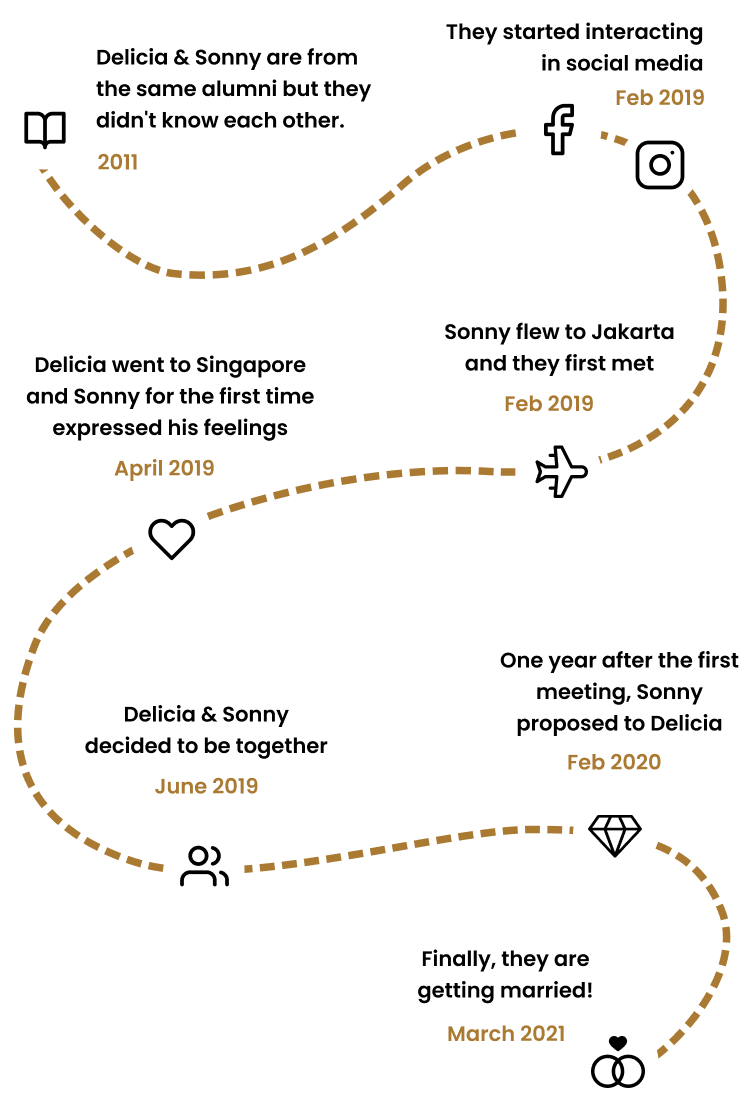 Delicia & Sonny are from
the same alumni but they
didn't know each other.
2011
They started interacting
in social media
Feb 2019
Sonny flew to Jakarta
and they first met
Feb 2019
Delicia went to Singapore
and Sonny for the first time
expressed his feelings
April 2019
Delicia & Sonny
decided to be together
June 2019
One year after the first
meeting, Sonny
proposed to Delicia
Feb 2020
Finally, they are
getting married!
March 2021